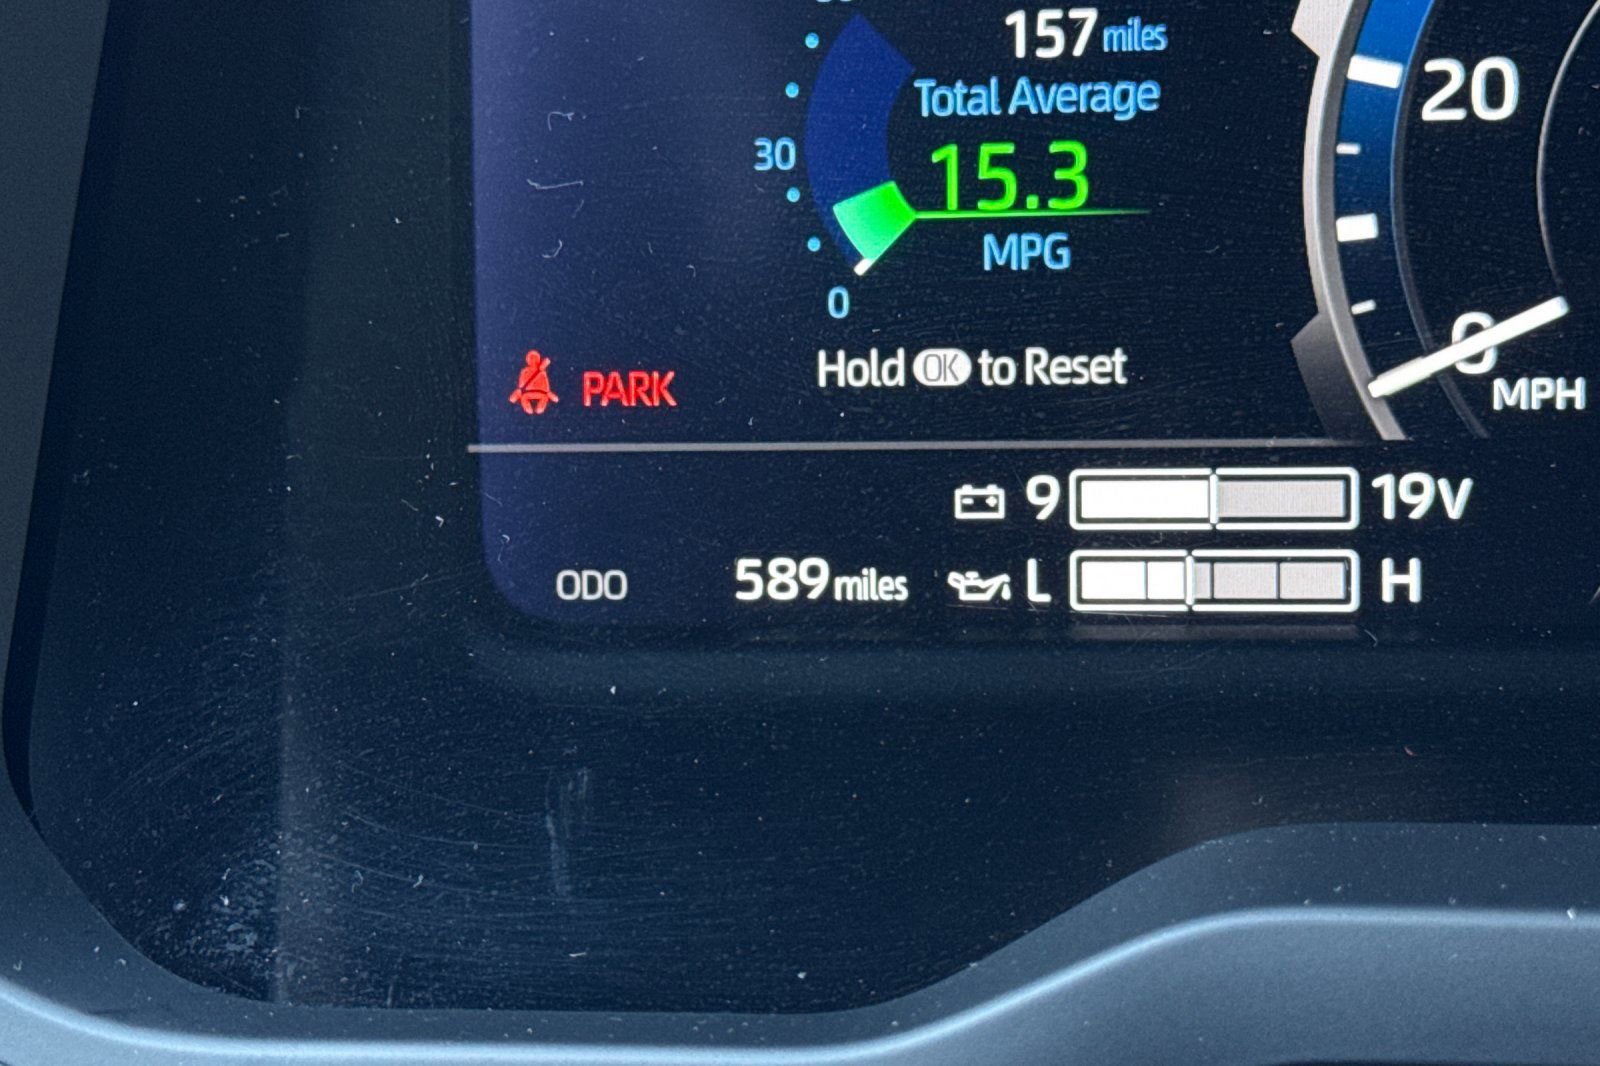 157 miles
Total Average
30
15.3
MPG
0
Hold OK to Reset
PARK
20
0
MPH
9 19V
ODO 589 miles L H